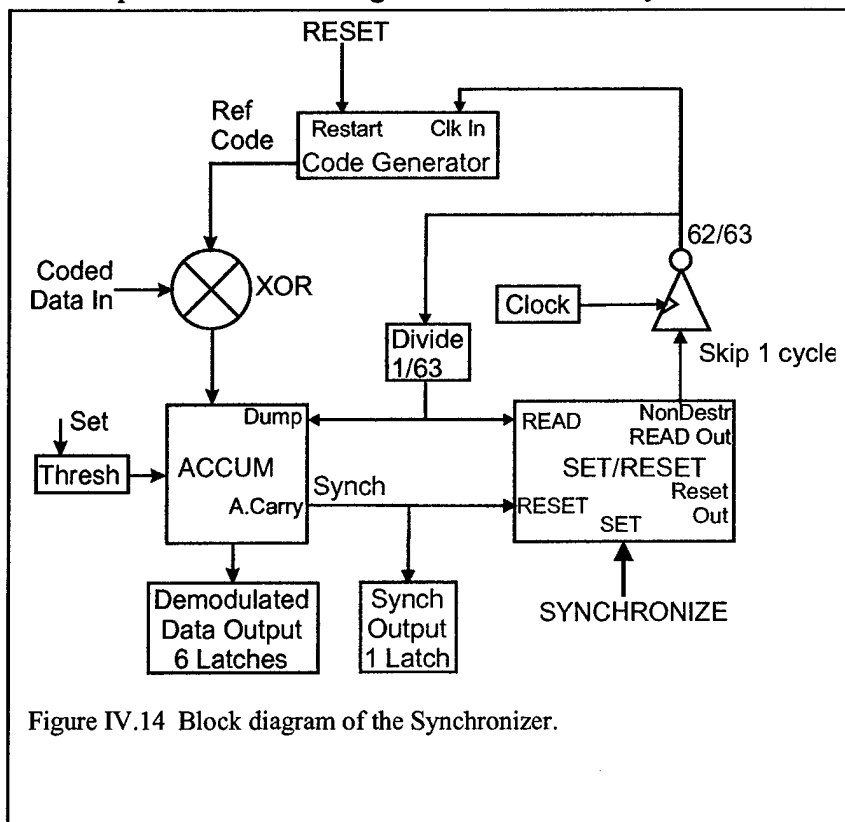 RESET
Ref
Code
Restart Clk In
Code Generator
62/63
Coded
Data In
XOR
Clock
Divide
1/63
Skip 1 cycle
Set
Thresh
Dump
ACCUM
A.Carry
Synch
READ
NonDestr
READ Out
SET/RESET
Reset
Out
RESET
SET
Demodulated
Data Output
6 Latches
Synch
Output
1 Latch
SYNCHRONIZE
Figure IV.14 Block diagram of the Synchronizer.